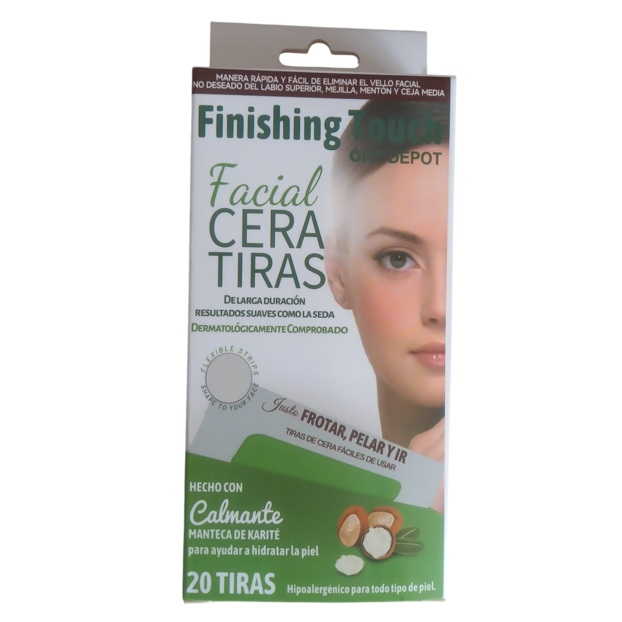 MANERA RÁPIDA Y FÁCIL DE ELIMINAR EL VELLO FACIAL
NO DESEADO DEL LABIO SUPERIOR, MEJILLA, MENTÓN Y CEJA MEDIA
Finishing Touch
DEPOT
Facial
CERA
TIRAS
DE LARGA DURACIÓN
RESULTADOS SUAVES COMO LA SEDA
DERMATOLÓGICAMENTE COMPROBADO
FLEXIBLE STRIPS
SHAPE TO YOUR FACE
Justo FROTAR, PELAR Y IR
TIRAS DE CERA FÁCILES DE USAR
HECHO CON
Calmante
MANTECA DE KARITÉ
para ayudar a hidratar la piel
20 TIRAS
Hipoalergénico para todo tipo de piel.